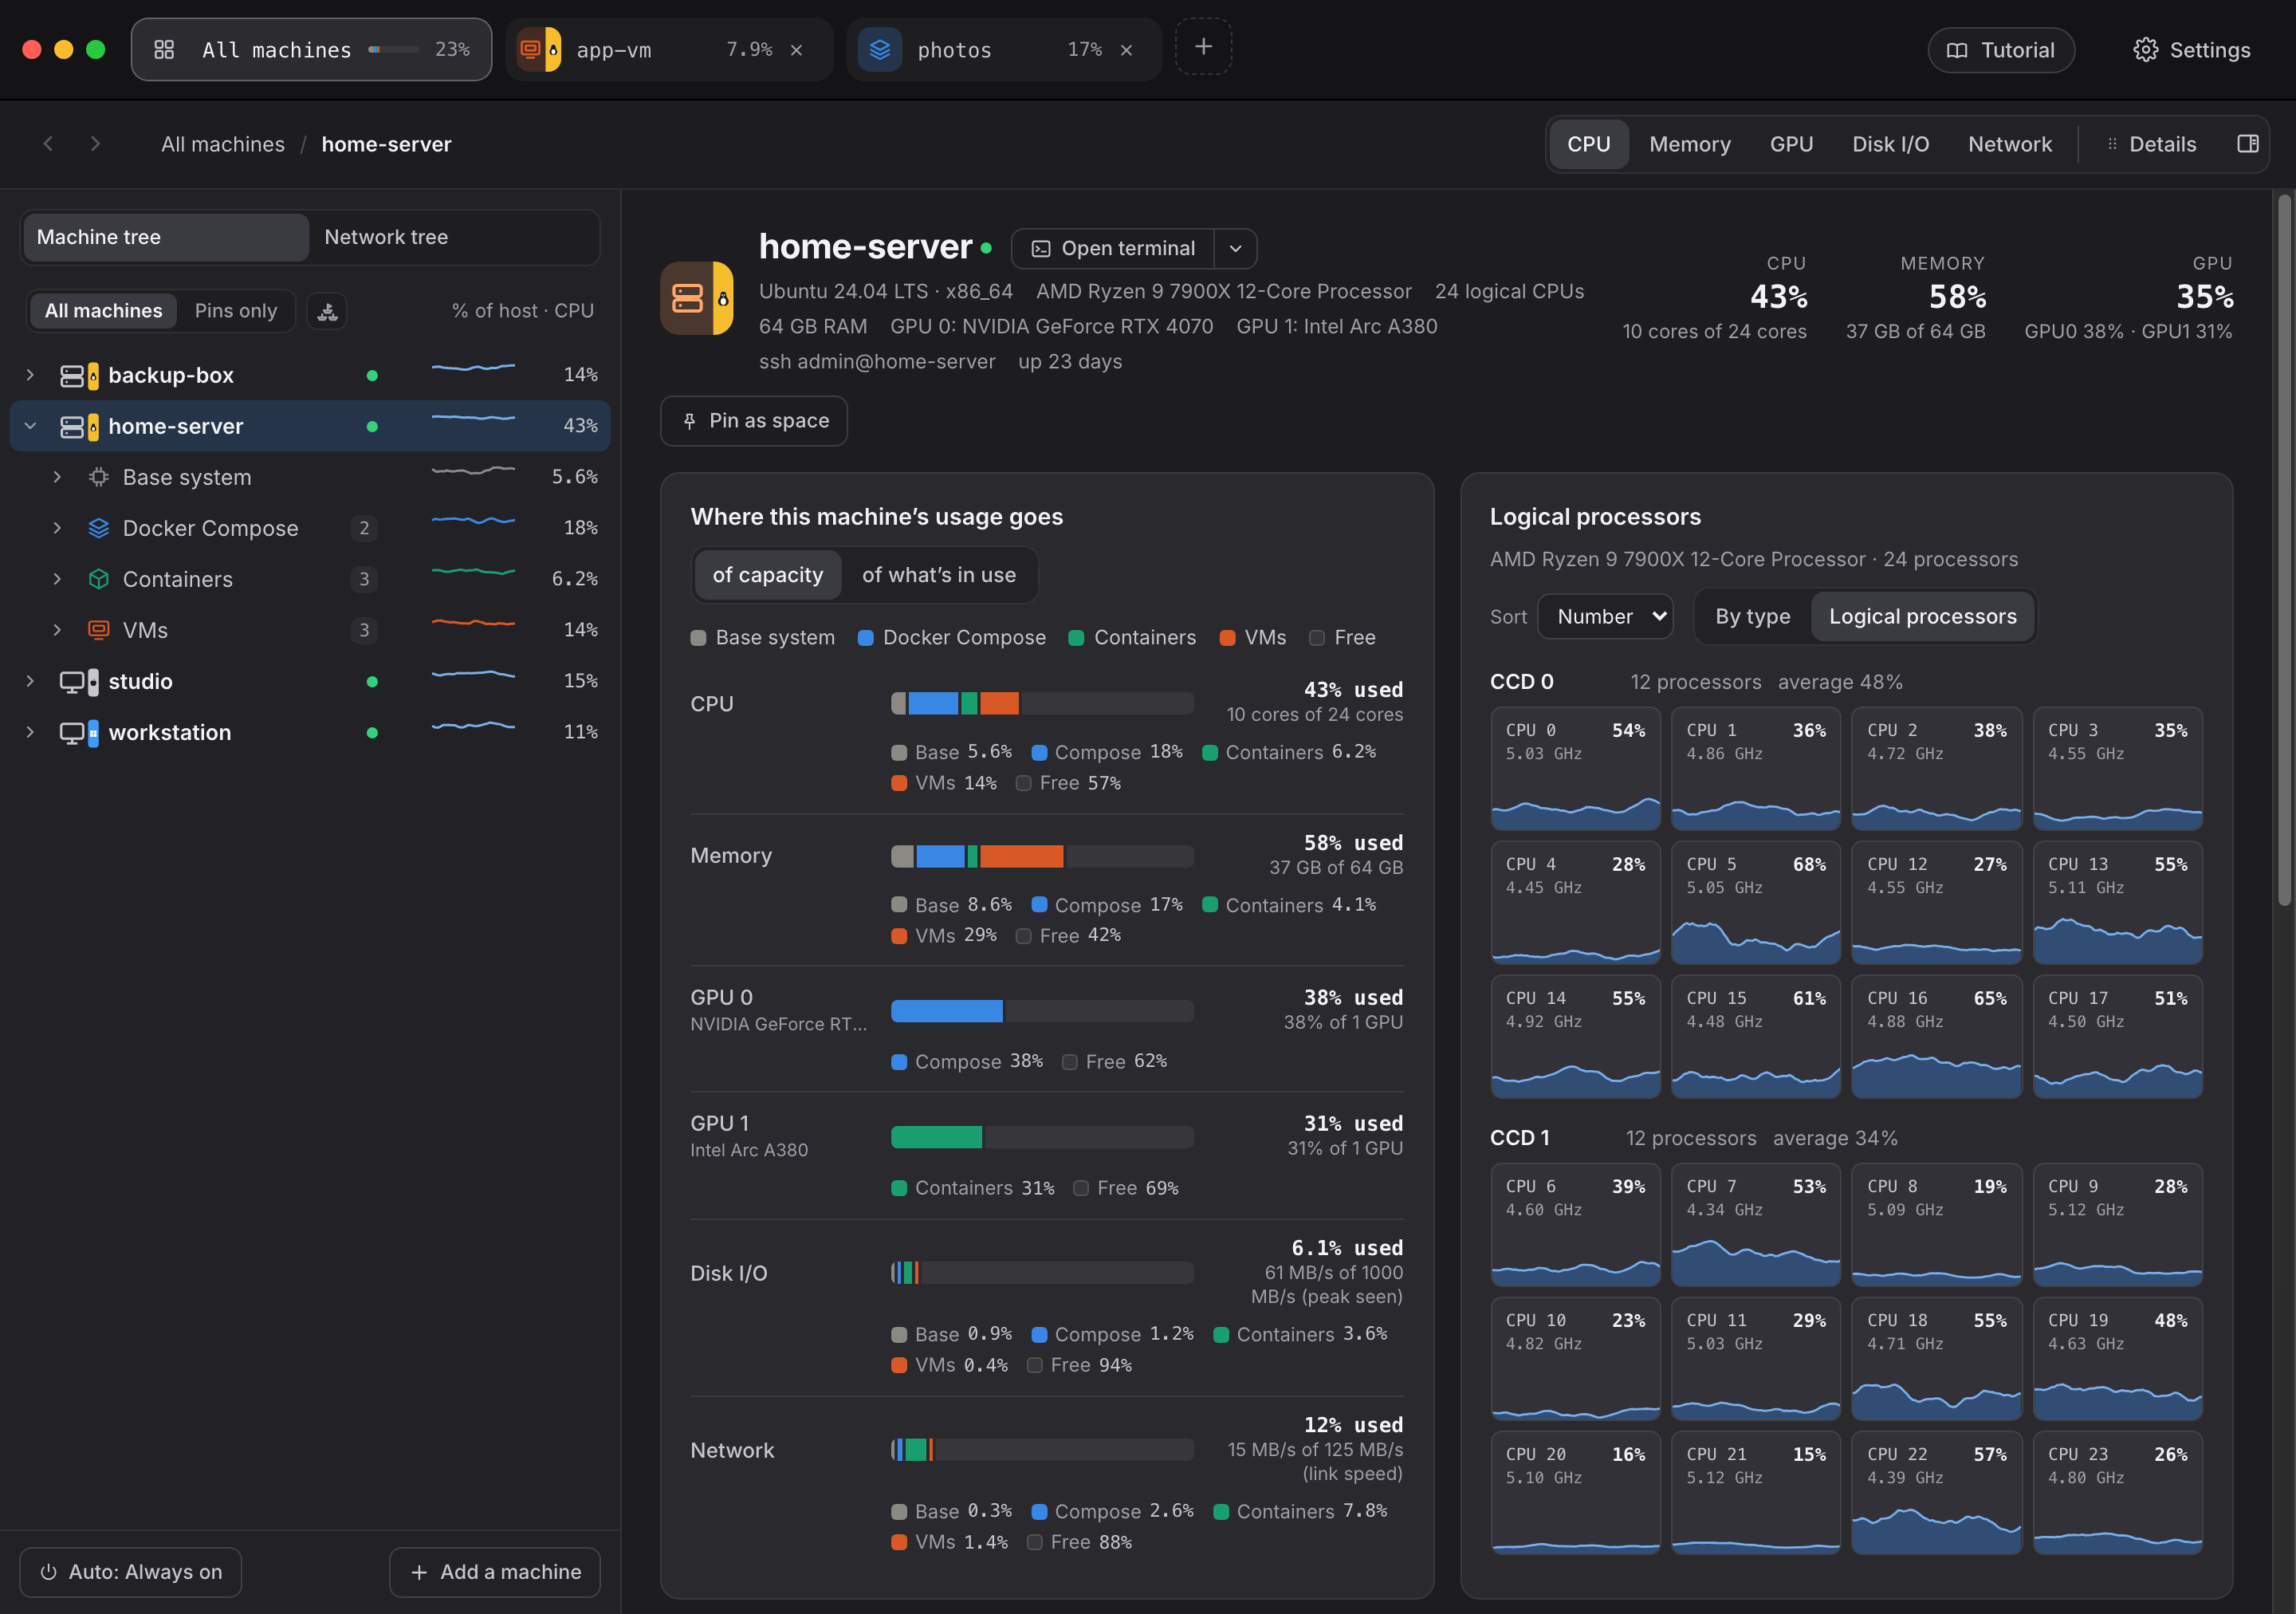 All machines 23%
app-vm 7.9% ×
photos 17% ×
+
Tutorial
Settings
All machines / home-server
CPU Memory GPU Disk I/O Network Details
Machine tree Network tree
All machines Pins only % of host · CPU
backup-box 14%
home-server 43%
Base system 5.6%
Docker Compose 2 18%
Containers 3 6.2%
VMs 3 14%
studio 15%
workstation 11%
Auto: Always on
+ Add a machine
home-server Open terminal
Ubuntu 24.04 LTS · x86_64 AMD Ryzen 9 7900X 12-Core Processor 24 logical CPUs
64 GB RAM GPU 0: NVIDIA GeForce RTX 4070 GPU 1: Intel Arc A380
ssh admin@home-server up 23 days
CPU
43%
10 cores of 24 cores
MEMORY
58%
37 GB of 64 GB
GPU
35%
GPU0 38% · GPU1 31%
Pin as space
Where this machine’s usage goes
of capacity of what’s in use
Base system Docker Compose Containers VMs Free
CPU
43% used
10 cores of 24 cores
Base 5.6% Compose 18% Containers 6.2%
VMs 14% Free 57%
Memory
58% used
37 GB of 64 GB
Base 8.6% Compose 17% Containers 4.1%
VMs 29% Free 42%
GPU 0
NVIDIA GeForce RT...
38% used
38% of 1 GPU
Compose 38% Free 62%
GPU 1
Intel Arc A380
31% used
31% of 1 GPU
Containers 31% Free 69%
Disk I/O
6.1% used
61 MB/s of 1000
MB/s (peak seen)
Base 0.9% Compose 1.2% Containers 3.6%
VMs 0.4% Free 94%
Network
12% used
15 MB/s of 125 MB/s
(link speed)
Base 0.3% Compose 2.6% Containers 7.8%
VMs 1.4% Free 88%
Logical processors
AMD Ryzen 9 7900X 12-Core Processor · 24 processors
Sort Number By type Logical processors
CCD 0 12 processors average 48%
CPU 0 54% CPU 1 36% CPU 2 38% CPU 3 35%
5.03 GHz 4.86 GHz 4.72 GHz 4.55 GHz
CPU 4 28% CPU 5 68% CPU 12 27% CPU 13 55%
4.45 GHz 5.05 GHz 4.55 GHz 5.11 GHz
CPU 14 55% CPU 15 61% CPU 16 65% CPU 17 51%
4.92 GHz 4.48 GHz 4.88 GHz 4.50 GHz
CCD 1 12 processors average 34%
CPU 6 39% CPU 7 53% CPU 8 19% CPU 9 28%
4.60 GHz 4.34 GHz 5.09 GHz 5.12 GHz
CPU 10 23% CPU 11 29% CPU 18 55% CPU 19 48%
4.82 GHz 5.03 GHz 4.71 GHz 4.63 GHz
CPU 20 16% CPU 21 15% CPU 22 57% CPU 23 26%
5.10 GHz 5.12 GHz 4.39 GHz 4.80 GHz